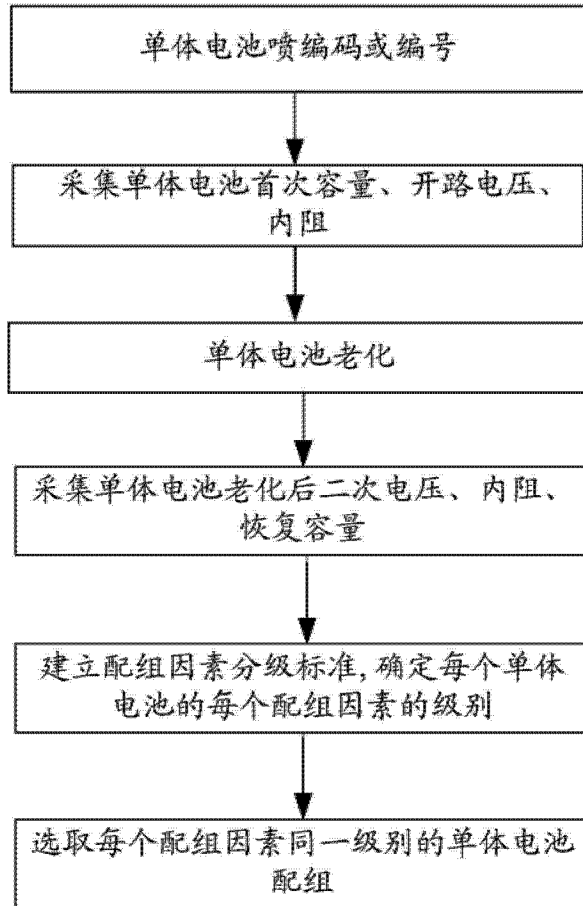 单体电池喷编码或编号
采集单体电池首次容量、开路电压、
内阻
单体电池老化
采集单体电池老化后二次电压、内阻、
恢复容量
建立配组因素分级标准,确定每个单体
电池的每个配组因素的级别
选取每个配组因素同一级别的单体电池
配组